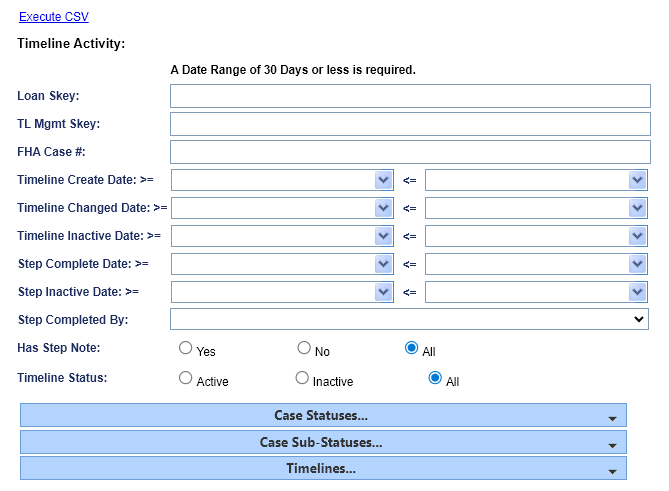 Execute CSV
Timeline Activity:
A Date Range of 30 Days or less is required.
Loan Skey:
TL Mgmt Skey:
FHA Case #:
Timeline Create Date: >= <=
Timeline Changed Date: >= <=
Timeline Inactive Date: >= <=
Step Complete Date: >= <=
Step Inactive Date: >= <=
Step Completed By:
Has Step Note: Yes No All
Timeline Status: Active Inactive All
Case Statuses...
Case Sub-Statuses...
Timelines...